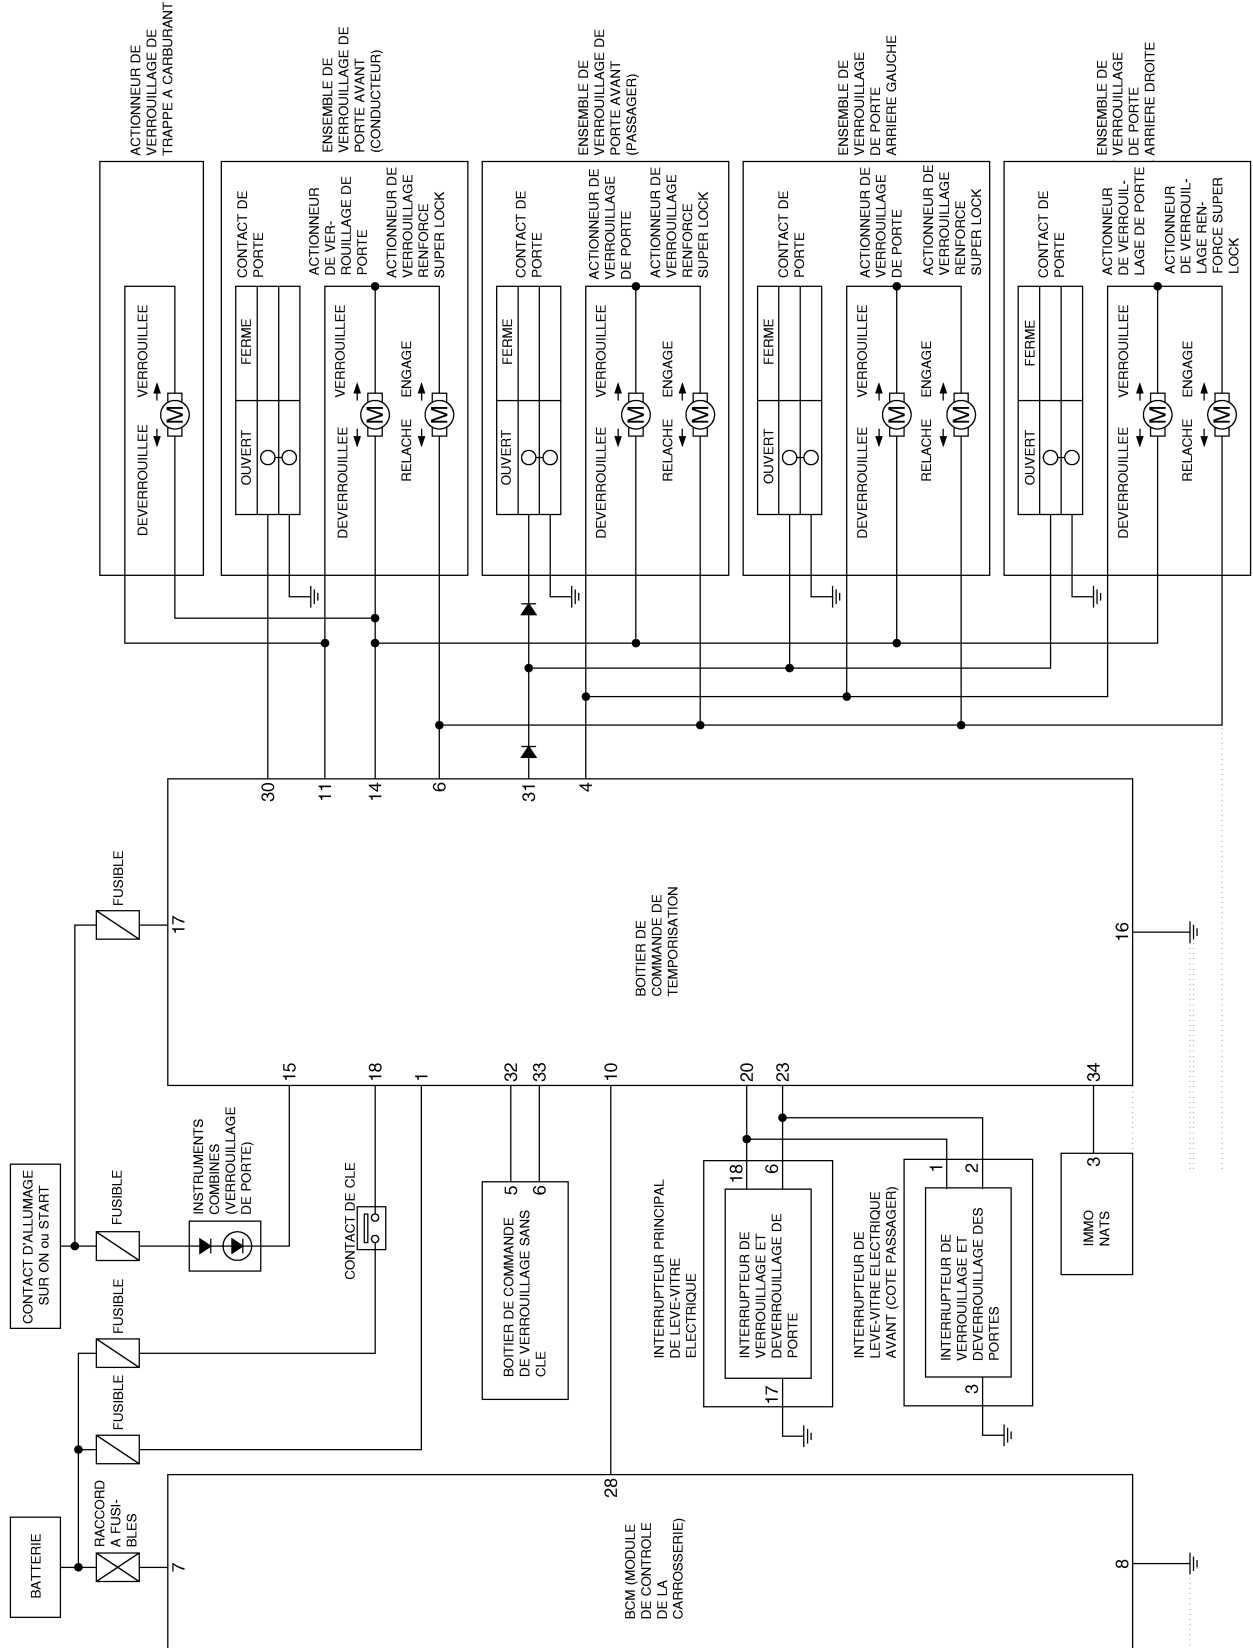 BATTERIE
RACCORD
A FUSI-
BLES
FUSIBLE
FUSIBLE
CONTACT D'ALLUMAGE
SUR ON ou START
FUSIBLE
FUSIBLE
ACTIONNEUR DE
VERROUILLAGE DE
TRAPPE A CARBURANT
DEVERROUILLEE
VERROUILLEE
M
7
INSTRUMENTS
COMBINES
(VERROUILLAGE
DE PORTE)
15
17
30
CONTACT DE
PORTE
OUVERT
FERME
ENSEMBLE DE
VERROUILLAGE DE
PORTE AVANT
(CONDUCTEUR)
11
ACTIONNEUR
DE VER-
ROUILLAGE DE
PORTE
DEVERROUILLEE
VERROUILLEE
M
CONTACT DE CLE
18
14
1
ACTIONNEUR DE
VERROUILLAGE
RENFORCE
SUPER LOCK
RELACHE
ENGAGE
M
6
BOITIER DE COMMANDE
DE VERROUILLAGE SANS
CLE
5
6
32
33
31
CONTACT DE
PORTE
OUVERT
FERME
ENSEMBLE DE
VERROUILLAGE DE
PORTE AVANT
(PASSAGER)
4
ACTIONNEUR DE
VERROUILLAGE
DE PORTE
DEVERROUILLEE
VERROUILLEE
M
28
10
BCM (MODULE
DE CONTROLE
DE LA
CARROSSERIE)
BOITIER DE
COMMANDE DE
TEMPORISATION
ACTIONNEUR DE
VERROUILLAGE
RENFORCE
SUPER LOCK
RELACHE
ENGAGE
M
INTERRUPTEUR PRINCIPAL
DE LEVE-VITRE
ELECTRIQUE
INTERRUPTEUR DE
VERROUILLAGE ET
DEVERROUILLAGE DE
PORTE
17
18
6
20
23
CONTACT DE
PORTE
OUVERT
FERME
ENSEMBLE DE
VERROUILLAGE
DE PORTE
ARRIERE GAUCHE
ACTIONNEUR DE
VERROUILLAGE
DE PORTE
DEVERROUILLEE
VERROUILLEE
M
INTERRUPTEUR DE
LEVE-VITRE ELECTRIQUE
AVANT (COTE PASSAGER)
INTERRUPTEUR DE
VERROUILLAGE ET
DEVERROUILLAGE DES
PORTES
3
1
2
ACTIONNEUR DE
VERROUILLAGE
RENFORCE
SUPER LOCK
RELACHE
ENGAGE
M
CONTACT DE
PORTE
OUVERT
FERME
ENSEMBLE DE
VERROUILLAGE
DE PORTE
ARRIERE DROITE
8
IMMO
NATS
3
34
16
ACTIONNEUR
DE VERROUIL-
LAGE DE PORTE
DEVERROUILLEE
VERROUILLEE
M
ACTIONNEUR
DE VERROUIL-
LAGE REN-
FORCE SUPER
LOCK
RELACHE
ENGAGE
M